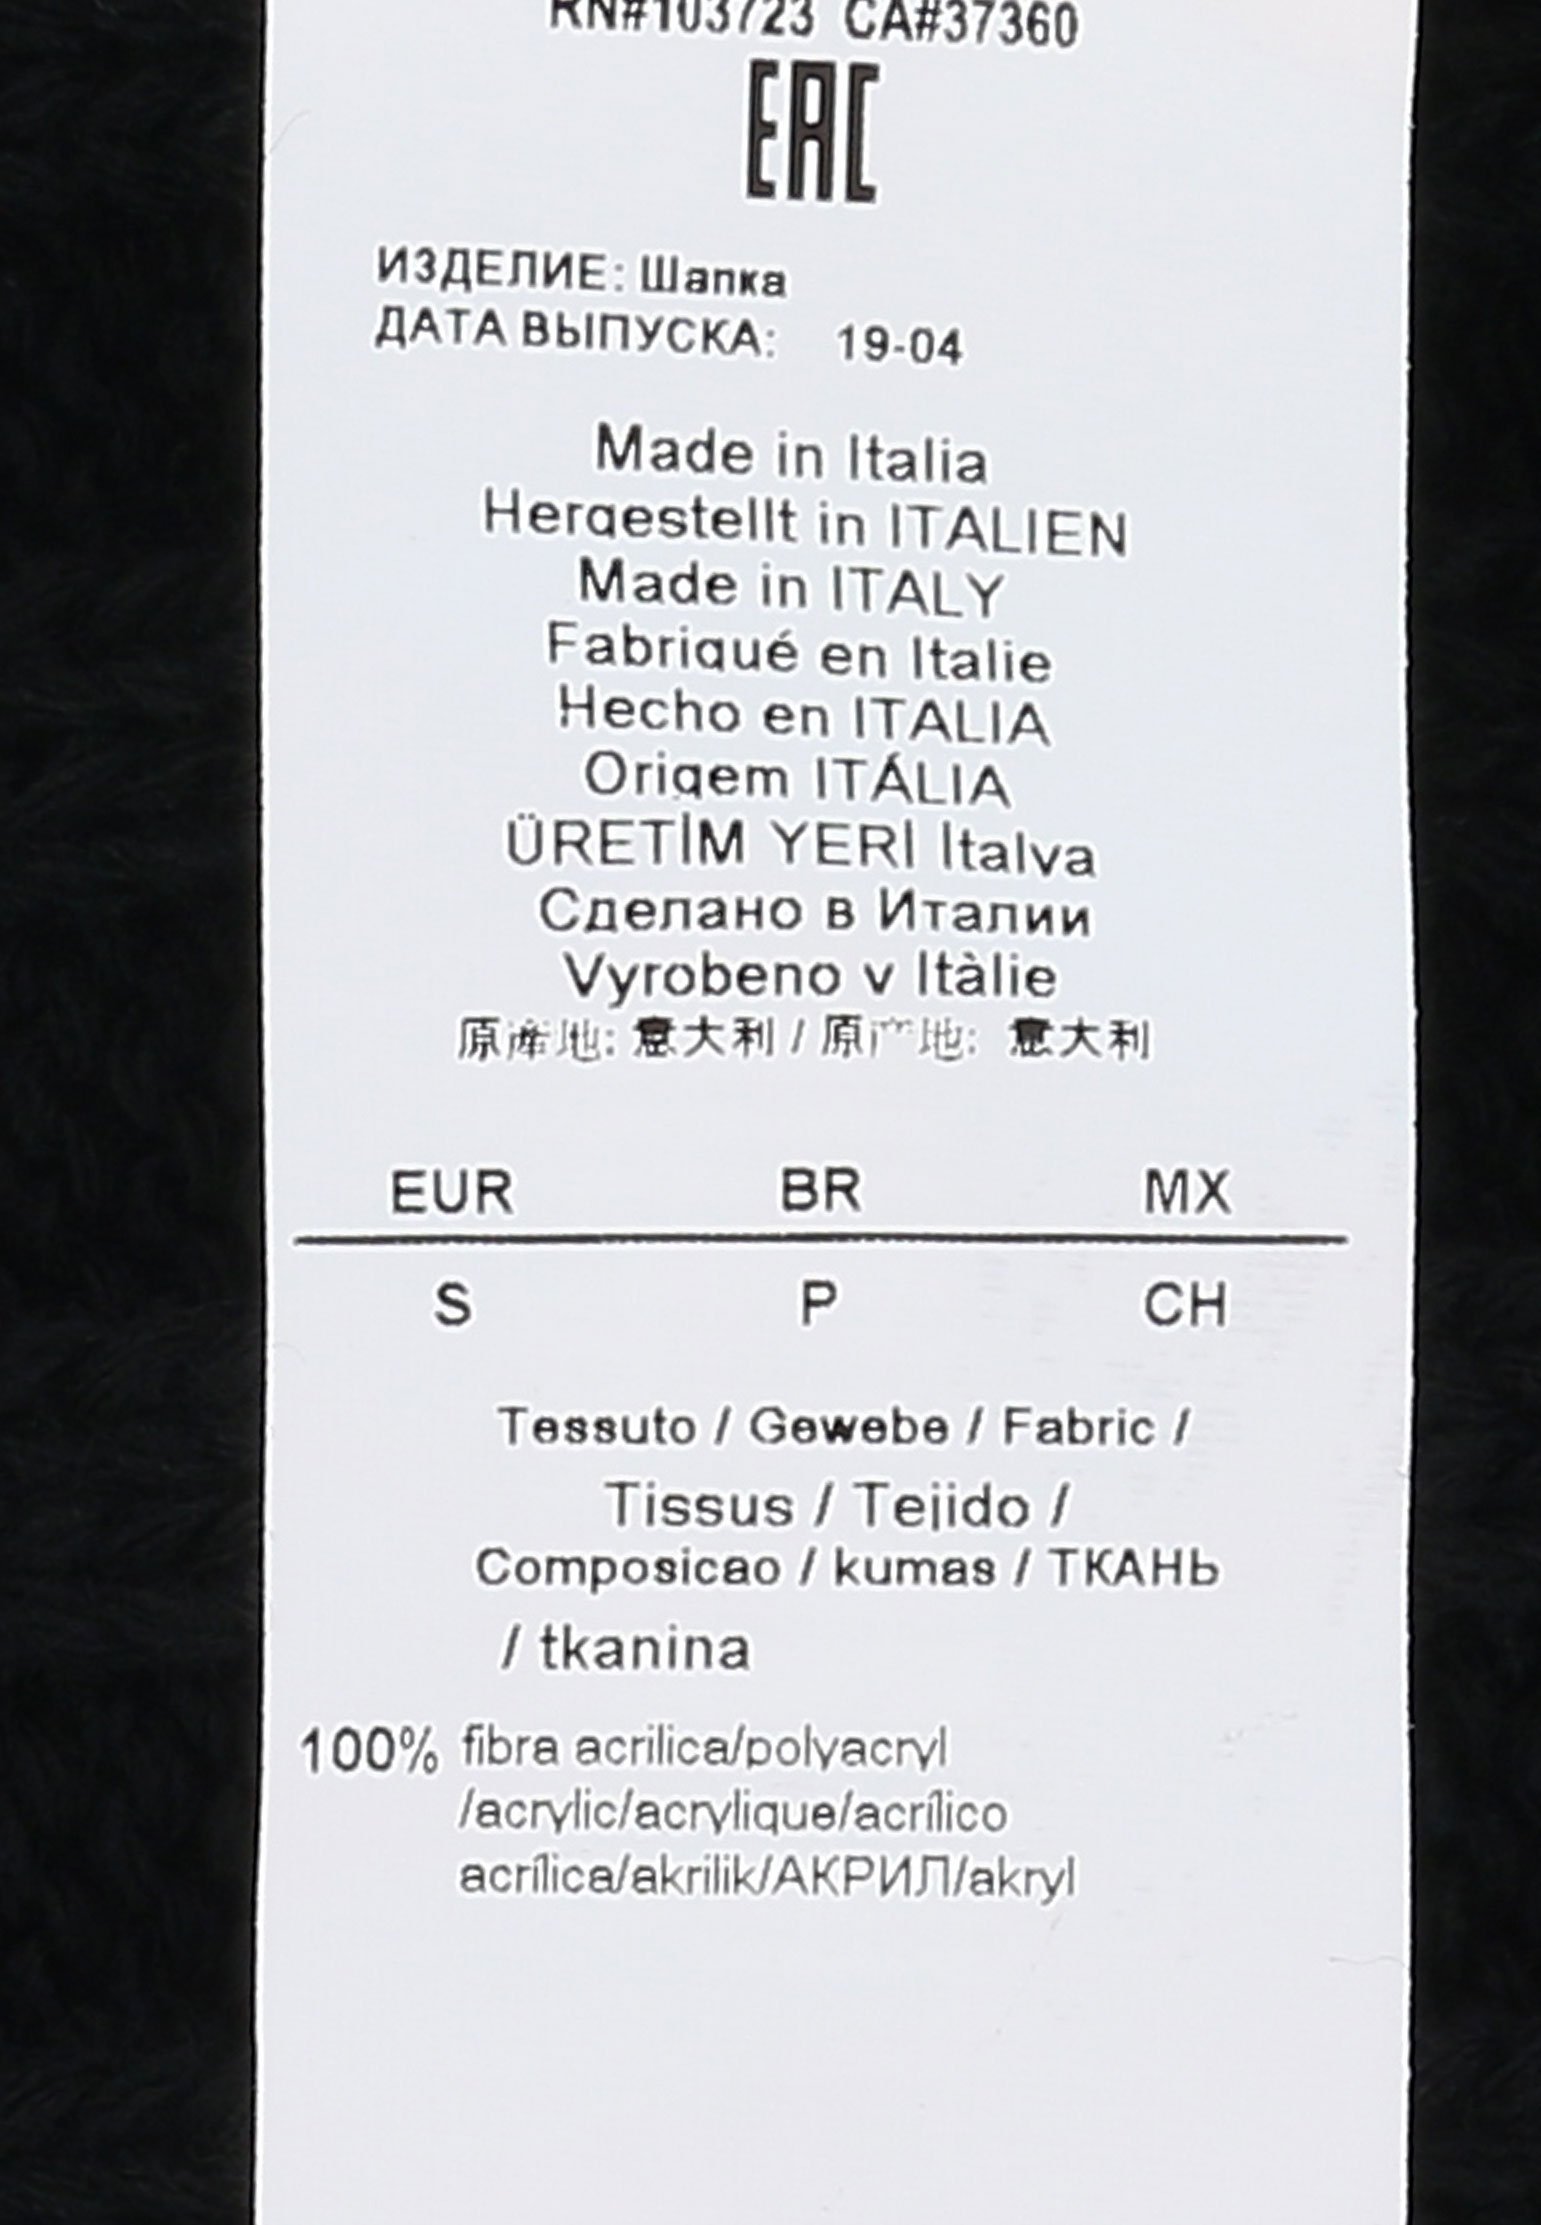 RN#103723 CA#37360
EAC
ИЗДЕЛИЕ: Шапка
ДАТА ВЫПУСКА: 19-04
Made in Italia
Hergestellt in ITALIEN
Made in ITALY
Fabriqué en Italie
Hecho en ITALIA
Origem ITÁLIA
ÜRETİM YERİ Italya
Сделано в Италии
Vyrobeno v Itàlie
原產地: 意大利 / 原产地: 意大利
EUR BR MX
S P CH
Tessuto / Gewebe / Fabric /
Tissus / Tejido /
Composicao / kumas / ТКАНЬ
/ tkanina
100% fibra acrilica/polyacryl
/acrylic/acrylique/acrílico
acrílica/akrilik/АКРИЛ/akryl